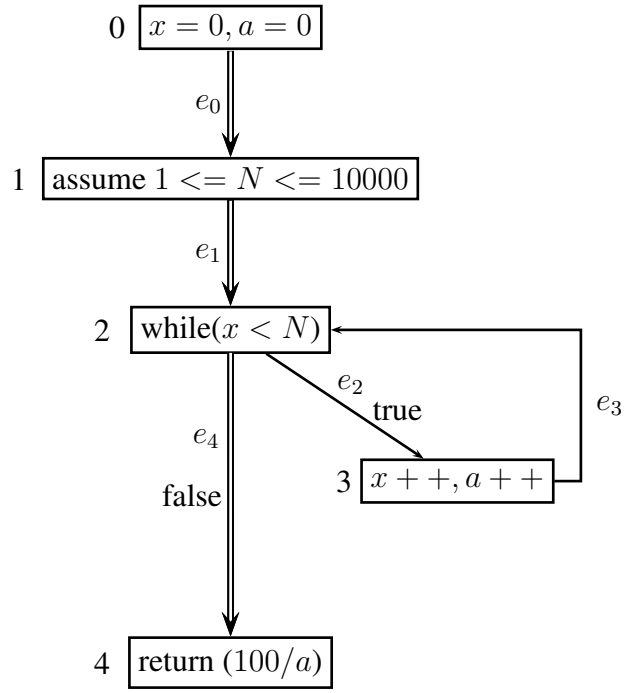 0 x = 0, a = 0
e₀
1 assume 1 <= N <= 10000
e₁
2 while(x < N)
e₂
true
e₃
e₄
3 x + +, a + +
false
4 return (100/a)